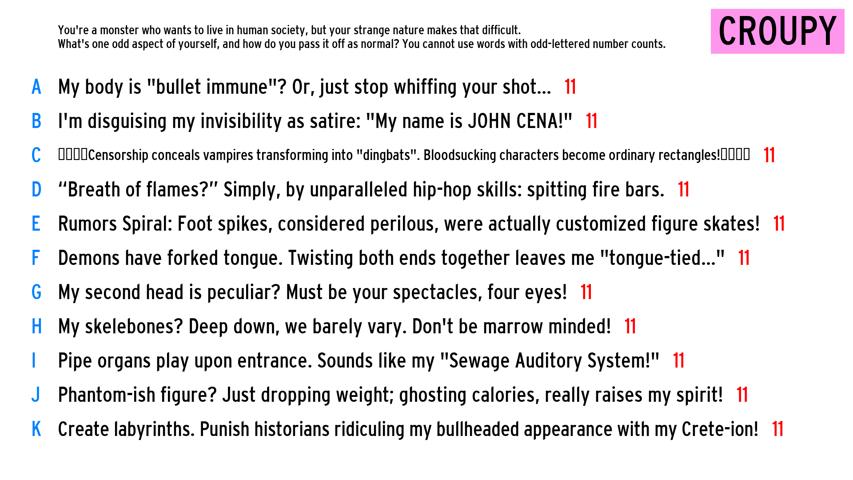 You're a monster who wants to live in human society, but your strange nature makes that difficult.
What's one odd aspect of yourself, and how do you pass it off as normal? You cannot use words with odd-lettered number counts.
CROUPY
A My body is "bullet immune"? Or, just stop whiffing your shot... 11
B I'm disguising my invisibility as satire: "My name is JOHN CENA!" 11
C ▯▯▯▯Censorship conceals vampires transforming into "dingbats". Bloodsucking characters become ordinary rectangles!▯▯▯▯ 11
D “Breath of flames?” Simply, by unparalleled hip-hop skills: spitting fire bars. 11
E Rumors Spiral: Foot spikes, considered perilous, were actually customized figure skates! 11
F Demons have forked tongue. Twisting both ends together leaves me "tongue-tied..." 11
G My second head is peculiar? Must be your spectacles, four eyes! 11
H My skelebones? Deep down, we barely vary. Don't be marrow minded! 11
I Pipe organs play upon entrance. Sounds like my "Sewage Auditory System!" 11
J Phantom-ish figure? Just dropping weight; ghosting calories, really raises my spirit! 11
K Create labyrinths. Punish historians ridiculing my bullheaded appearance with my Crete-ion! 11